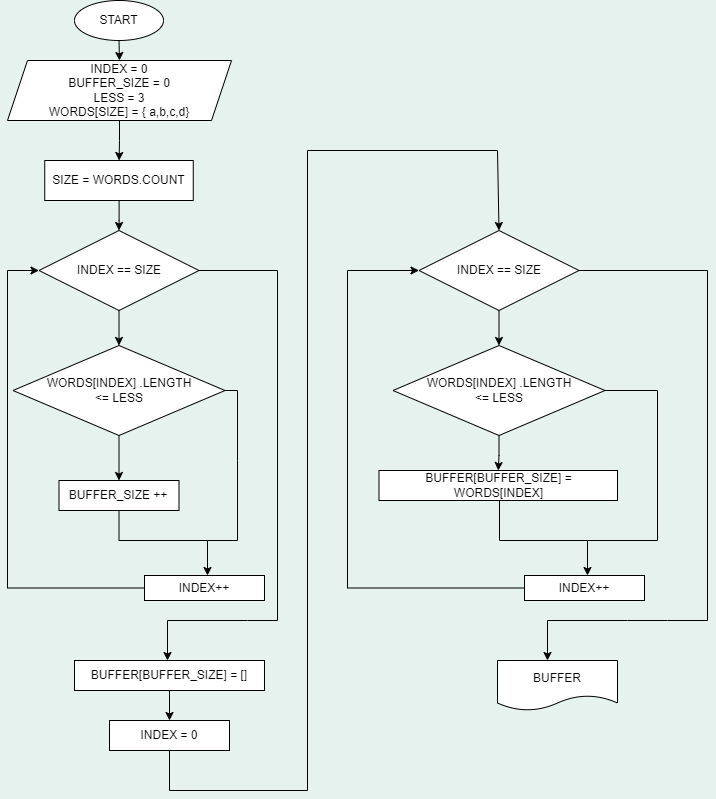 START
INDEX = 0
BUFFER_SIZE = 0
LESS = 3
WORDS[SIZE] = { a,b,c,d}
SIZE = WORDS.COUNT
INDEX == SIZE
WORDS[INDEX] .LENGTH
<= LESS
BUFFER_SIZE ++
INDEX++
BUFFER[BUFFER_SIZE] = []
INDEX = 0
INDEX == SIZE
WORDS[INDEX] .LENGTH
<= LESS
BUFFER[BUFFER_SIZE] =
WORDS[INDEX]
INDEX++
BUFFER